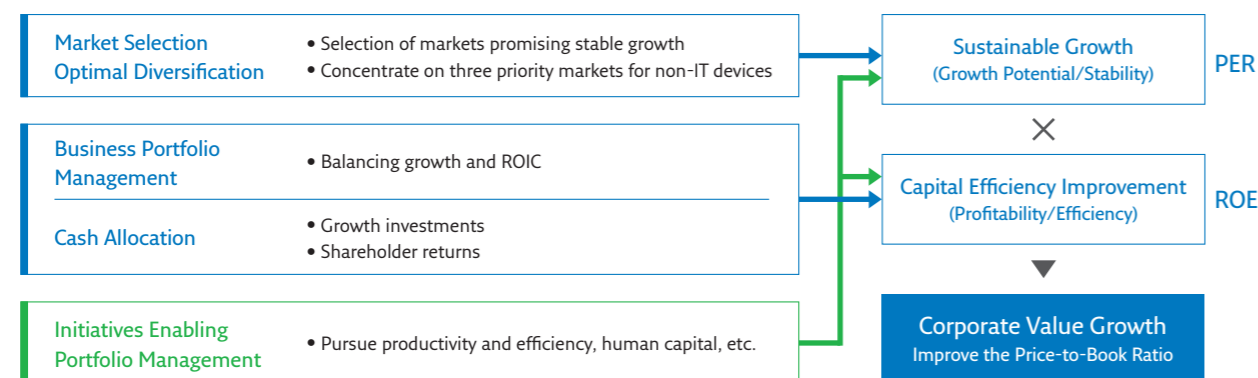 Market Selection
Optimal Diversification
• Selection of markets promising stable growth
• Concentrate on three priority markets for non-IT devices
Sustainable Growth
(Growth Potential/Stability)
PER
×
Business Portfolio
Management
• Balancing growth and ROIC
Cash Allocation
• Growth investments
• Shareholder returns
Capital Efficiency Improvement
(Profitability/Efficiency)
ROE
Initiatives Enabling
Portfolio Management
• Pursue productivity and efficiency, human capital, etc.
Corporate Value Growth
Improve the Price-to-Book Ratio